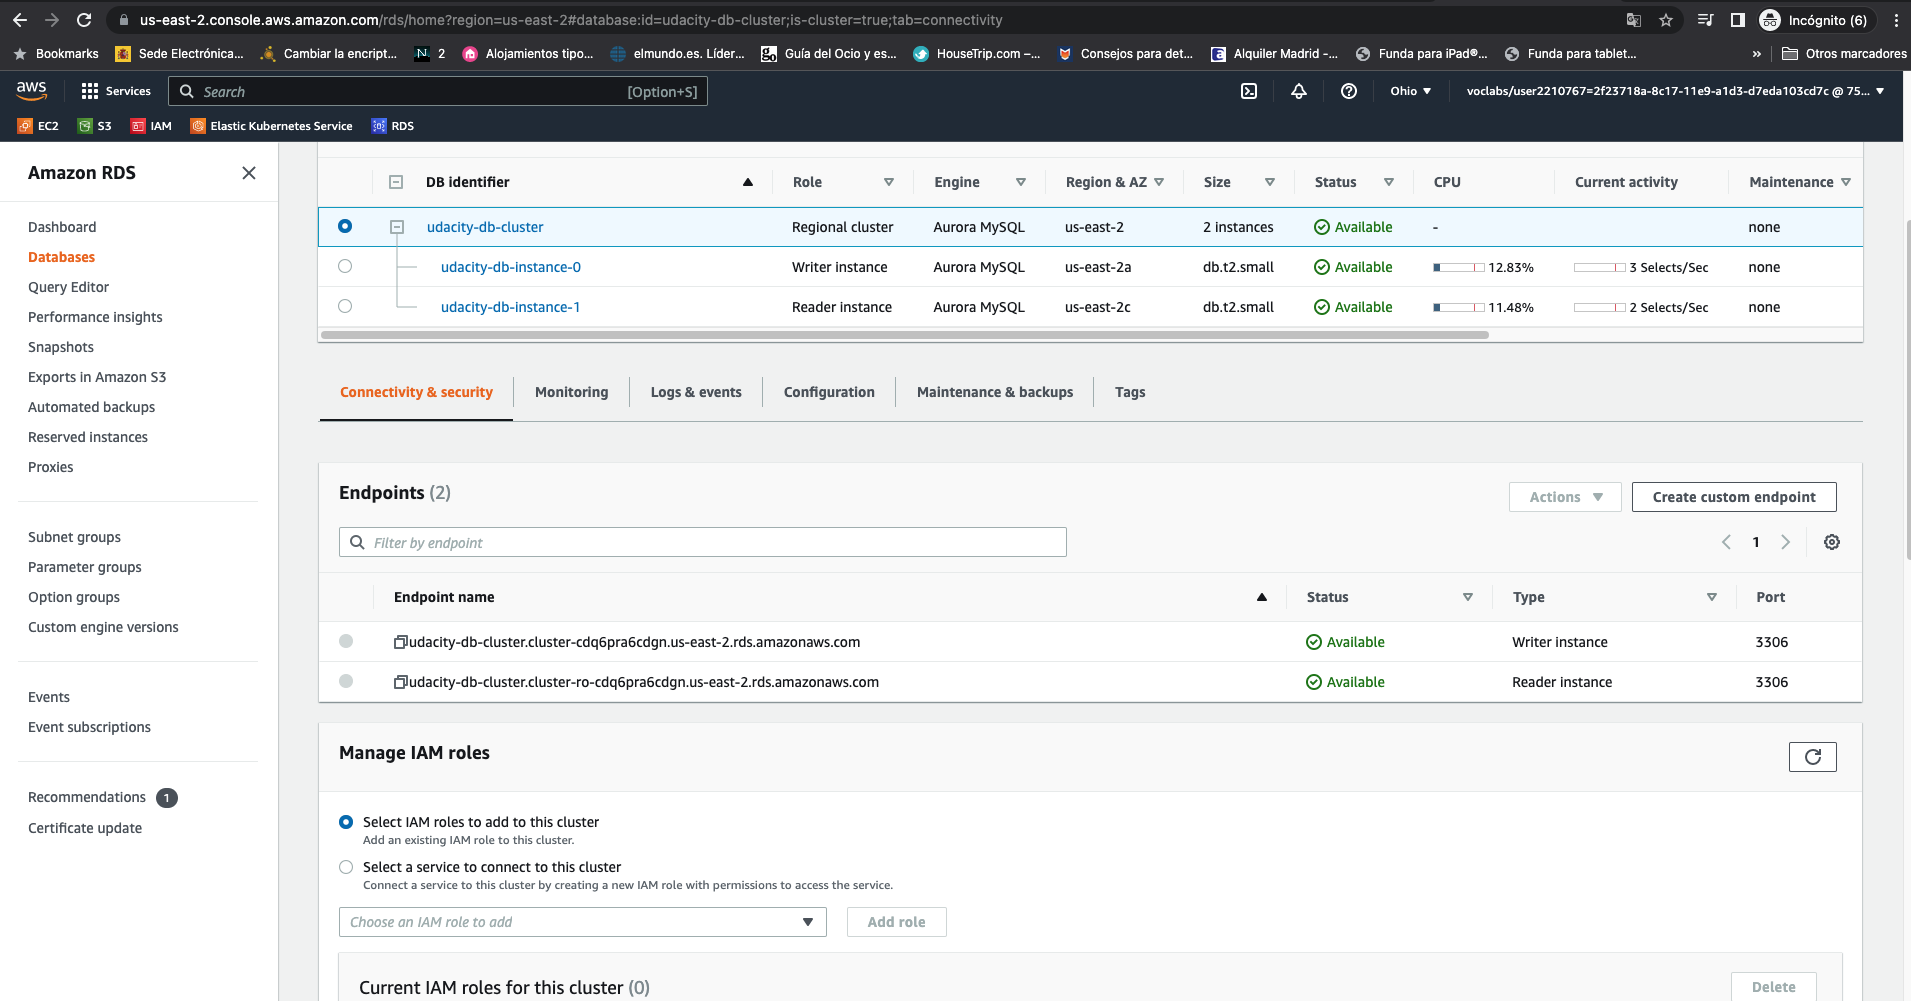 us-east-2.console.aws.amazon.com/rds/home?region=us-east-2#database:id=udacity-db-cluster;is-cluster=true;tab=connectivity
Incógnito (6)
Bookmarks Sede Electrónica... Cambiar la encript... N 2 Alojamientos tipo... elmundo.es. Líder... Guía del Ocio y es... HouseTrip.com –... Consejos para det... Alquiler Madrid -... Funda para iPad®... Funda para tablet... » Otros marcadores
aws Services Search [Option+S] Ohio voclabs/user2210767=2f23718a-8c17-11e9-a1d3-d7eda103cd7c @ 75...
EC2 S3 IAM Elastic Kubernetes Service RDS
Amazon RDS
Dashboard
Databases
Query Editor
Performance insights
Snapshots
Exports in Amazon S3
Automated backups
Reserved instances
Proxies
Subnet groups
Parameter groups
Option groups
Custom engine versions
Events
Event subscriptions
Recommendations 1
Certificate update
DB identifier Role Engine Region & AZ Size Status CPU Current activity Maintenance
udacity-db-cluster Regional cluster Aurora MySQL us-east-2 2 instances Available - none
udacity-db-instance-0 Writer instance Aurora MySQL us-east-2a db.t2.small Available 12.83% 3 Selects/Sec none
udacity-db-instance-1 Reader instance Aurora MySQL us-east-2c db.t2.small Available 11.48% 2 Selects/Sec none
Connectivity & security Monitoring Logs & events Configuration Maintenance & backups Tags
Endpoints (2)
Actions Create custom endpoint
Filter by endpoint
1
Endpoint name Status Type Port
udacity-db-cluster.cluster-cdq6pra6cdgn.us-east-2.rds.amazonaws.com Available Writer instance 3306
udacity-db-cluster.cluster-ro-cdq6pra6cdgn.us-east-2.rds.amazonaws.com Available Reader instance 3306
Manage IAM roles
Select IAM roles to add to this cluster
Add an existing IAM role to this cluster.
Select a service to connect to this cluster
Connect a service to this cluster by creating a new IAM role with permissions to access the service.
Choose an IAM role to add Add role
Current IAM roles for this cluster (0)
Delete